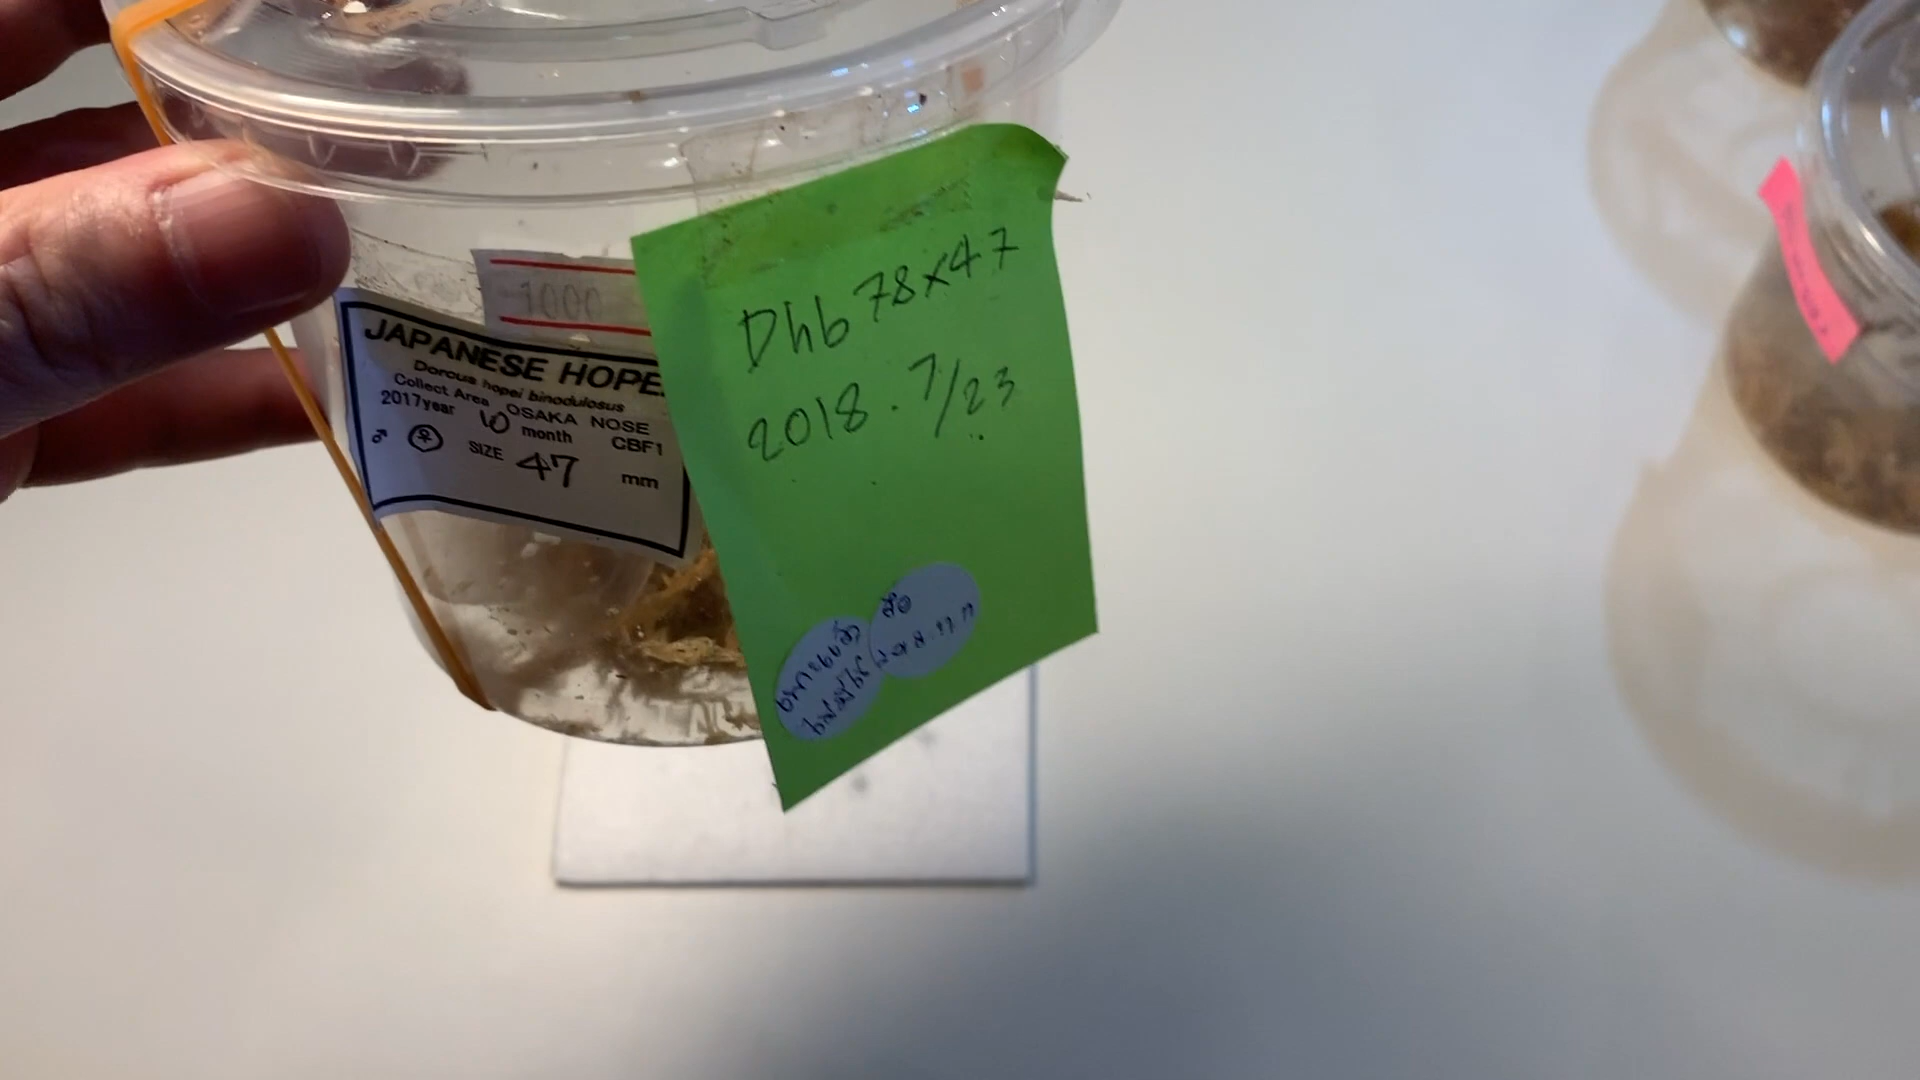 1000
JAPANESE HOPE
Dorcus hopei binodulosus
Collect Area OSAKA NOSE
2017year 10 month CBF1
♂ ♀ SIZE 47 mm
Dhb 78×47
2018.7/23